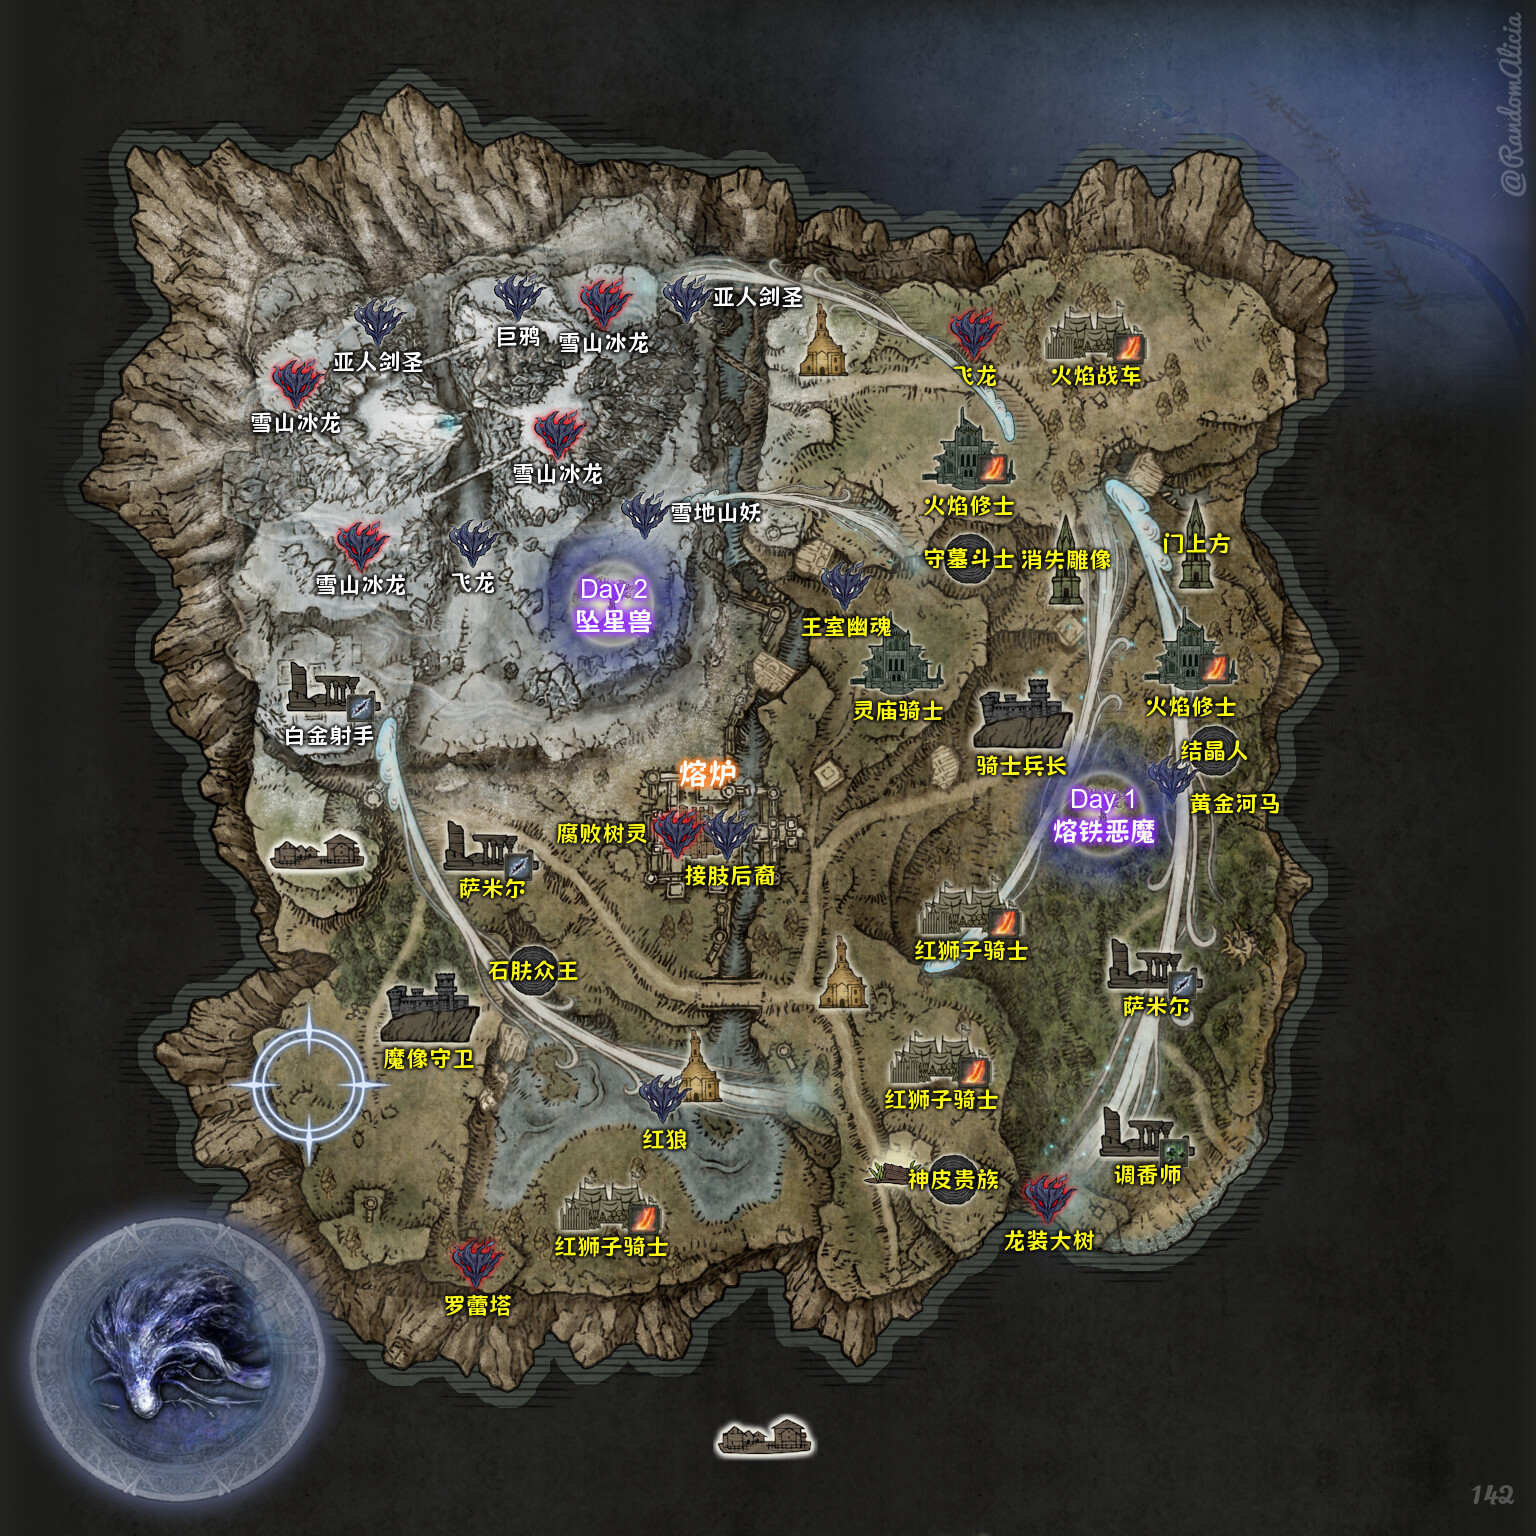 @RandomAlicia
亚人剑圣
巨鸦
雪山冰龙
亚人剑圣
飞龙
火焰战车
雪山冰龙
雪山冰龙
火焰修士
雪地山妖
守墓斗士
消失雕像
门上方
雪山冰龙
飞龙
Day 2
坠星兽
王室幽魂
灵庙骑士
火焰修士
白金射手
骑士兵长
结晶人
熔炉
黄金河马
Day 1
熔铁恶魔
腐败树灵
接肢后裔
萨米尔
红狮子骑士
石肤众王
萨米尔
魔像守卫
红狮子骑士
红狼
神皮贵族
调香师
龙装大树
红狮子骑士
罗蕾塔
142